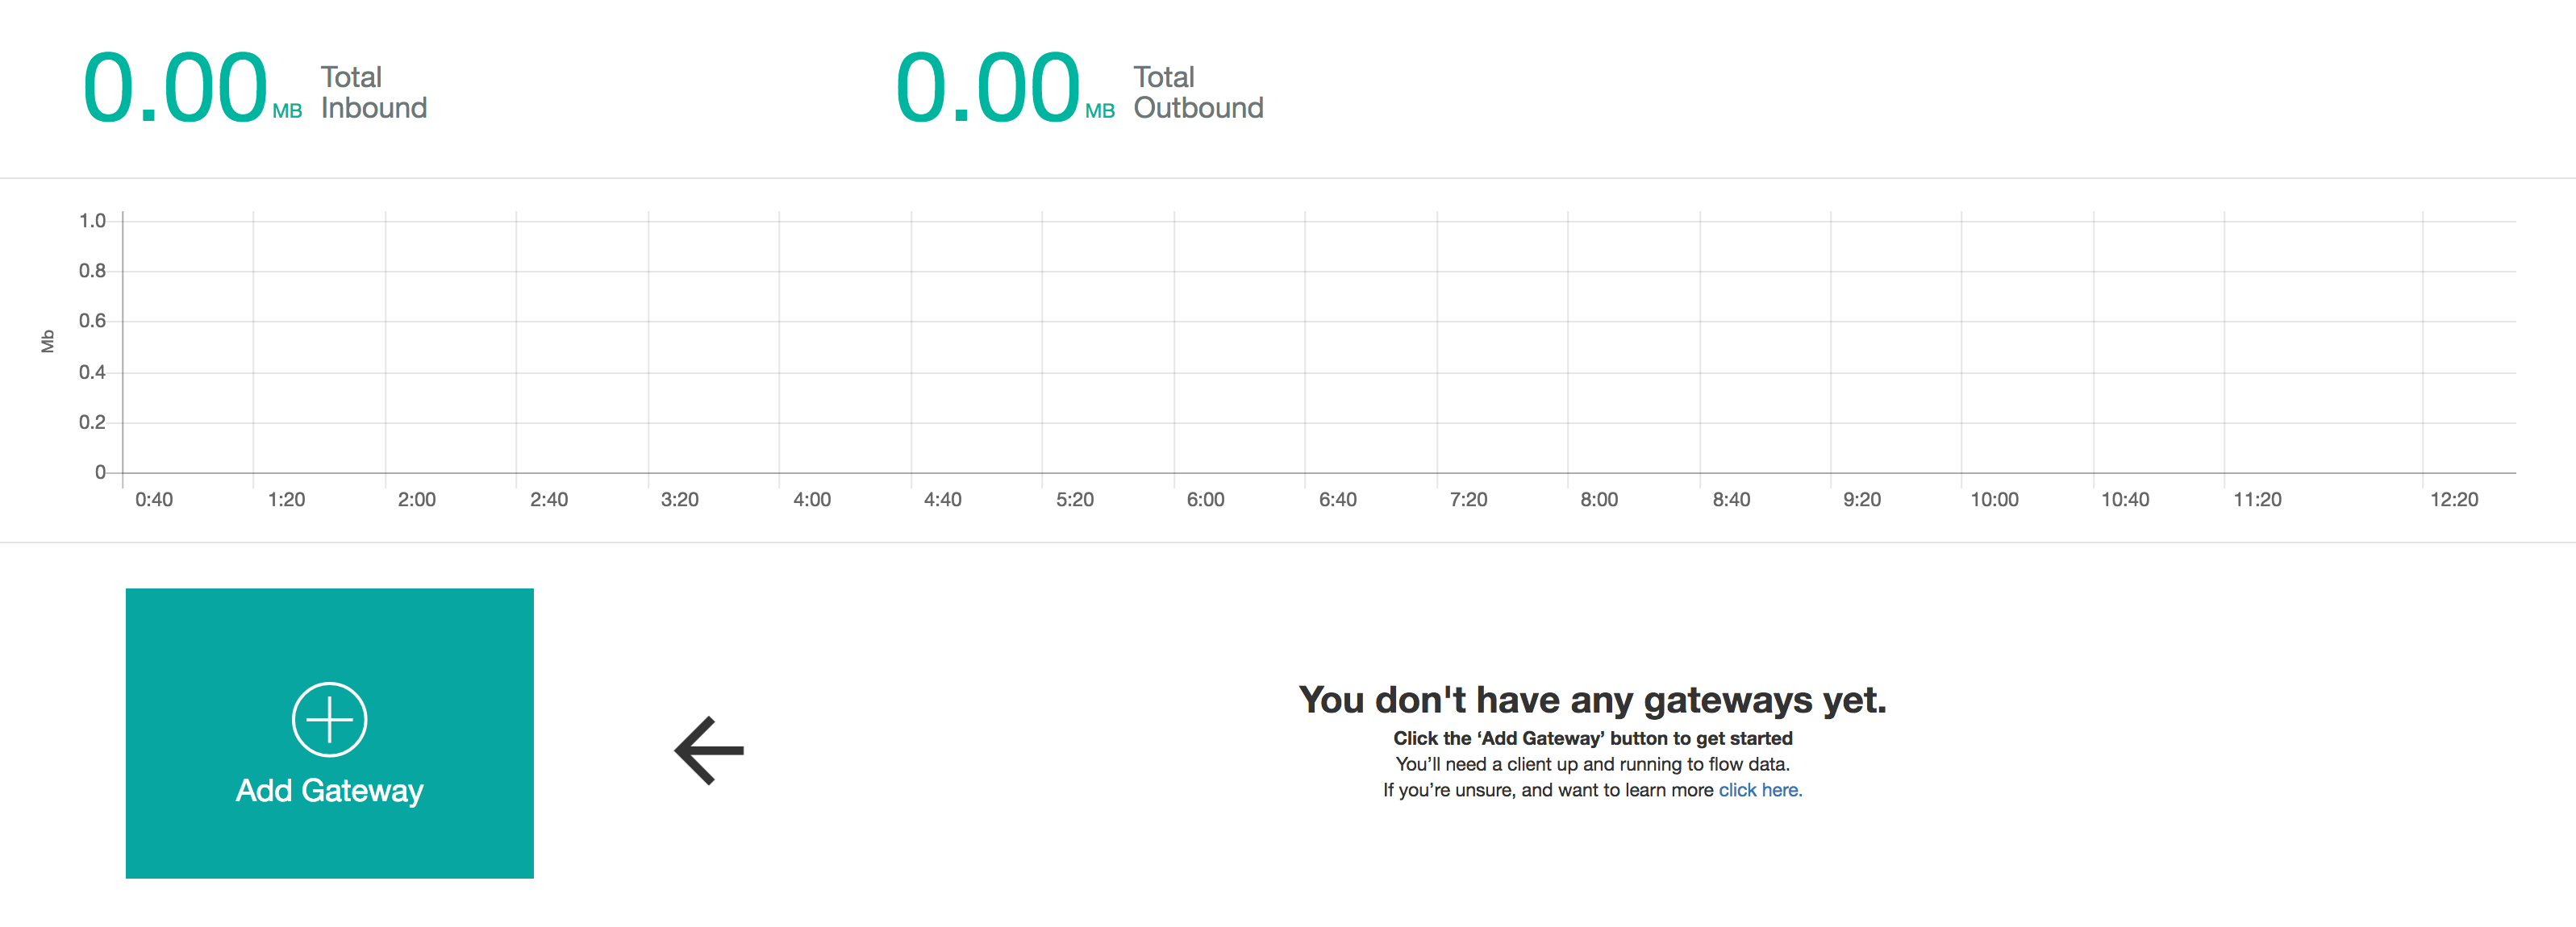 0.00 MB Total Inbound
0.00 MB Total Outbound
Mb
1.0
0.8
0.6
0.4
0.2
0
0:40 1:20 2:00 2:40 3:20 4:00 4:40 5:20 6:00 6:40 7:20 8:00 8:40 9:20 10:00 10:40 11:20 12:20
Add Gateway
You don't have any gateways yet.
Click the ‘Add Gateway’ button to get started
You’ll need a client up and running to flow data.
If you’re unsure, and want to learn more click here.